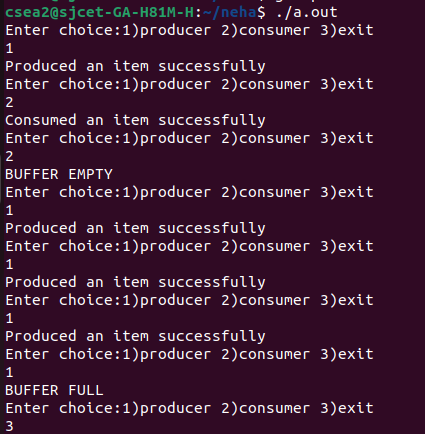 csea2@sjcet-GA-H81M-H:~/neha$ ./a.out
Enter choice:1)producer 2)consumer 3)exit
1
Produced an item successfully
Enter choice:1)producer 2)consumer 3)exit
2
Consumed an item successfully
Enter choice:1)producer 2)consumer 3)exit
2
BUFFER EMPTY
Enter choice:1)producer 2)consumer 3)exit
1
Produced an item successfully
Enter choice:1)producer 2)consumer 3)exit
1
Produced an item successfully
Enter choice:1)producer 2)consumer 3)exit
1
Produced an item successfully
Enter choice:1)producer 2)consumer 3)exit
1
BUFFER FULL
Enter choice:1)producer 2)consumer 3)exit
3